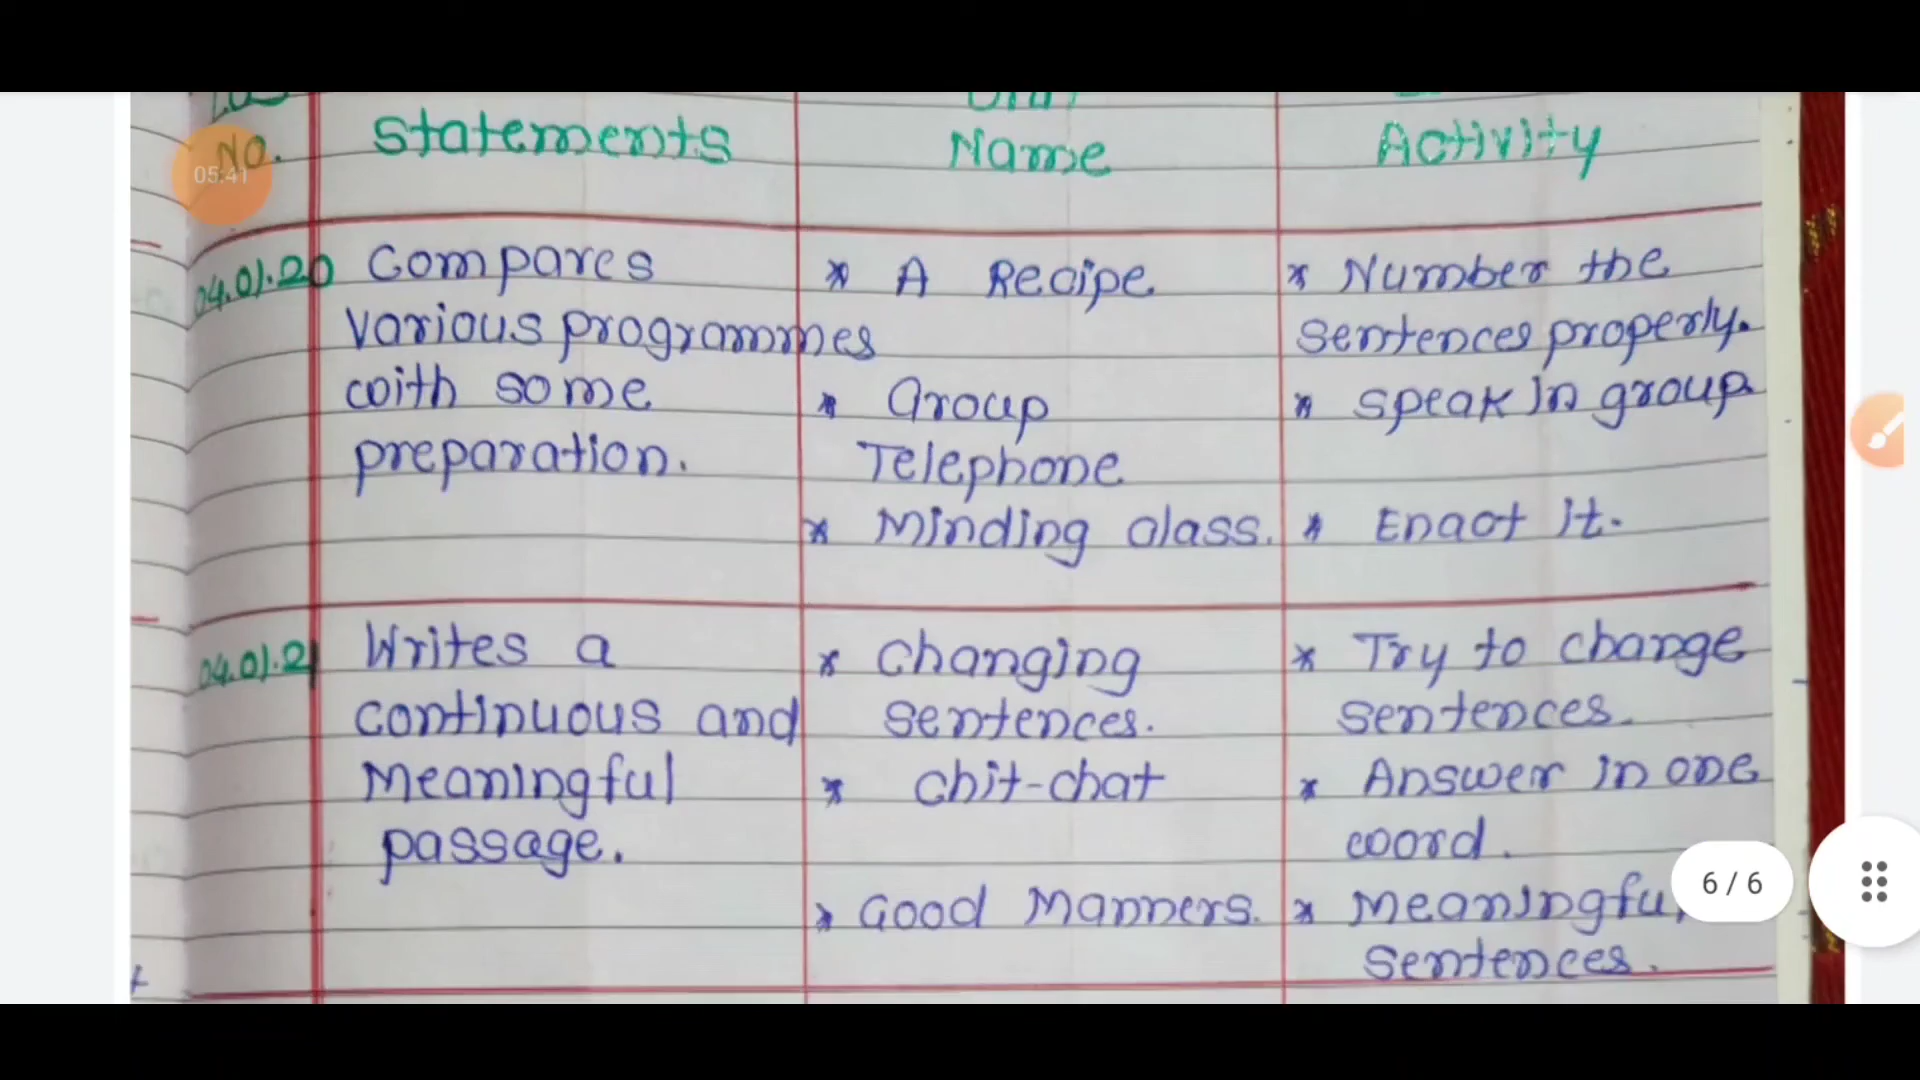 No.
Statements
Name
Activity
05:41
04.01.20
Compares
various programmes
with some
preparation.
* A Recipe
* Group
Telephone
* Minding class.
* Number the
sentences properly.
* speak in group.
* Enact it.
04.01.21
Writes a
continuous and
Meaningful
passage.
* Changing
sentences.
* chit-chat
* Good Manners.
* Try to change
sentences.
* Answer in one
word.
* Meaningful
sentences.
6 / 6